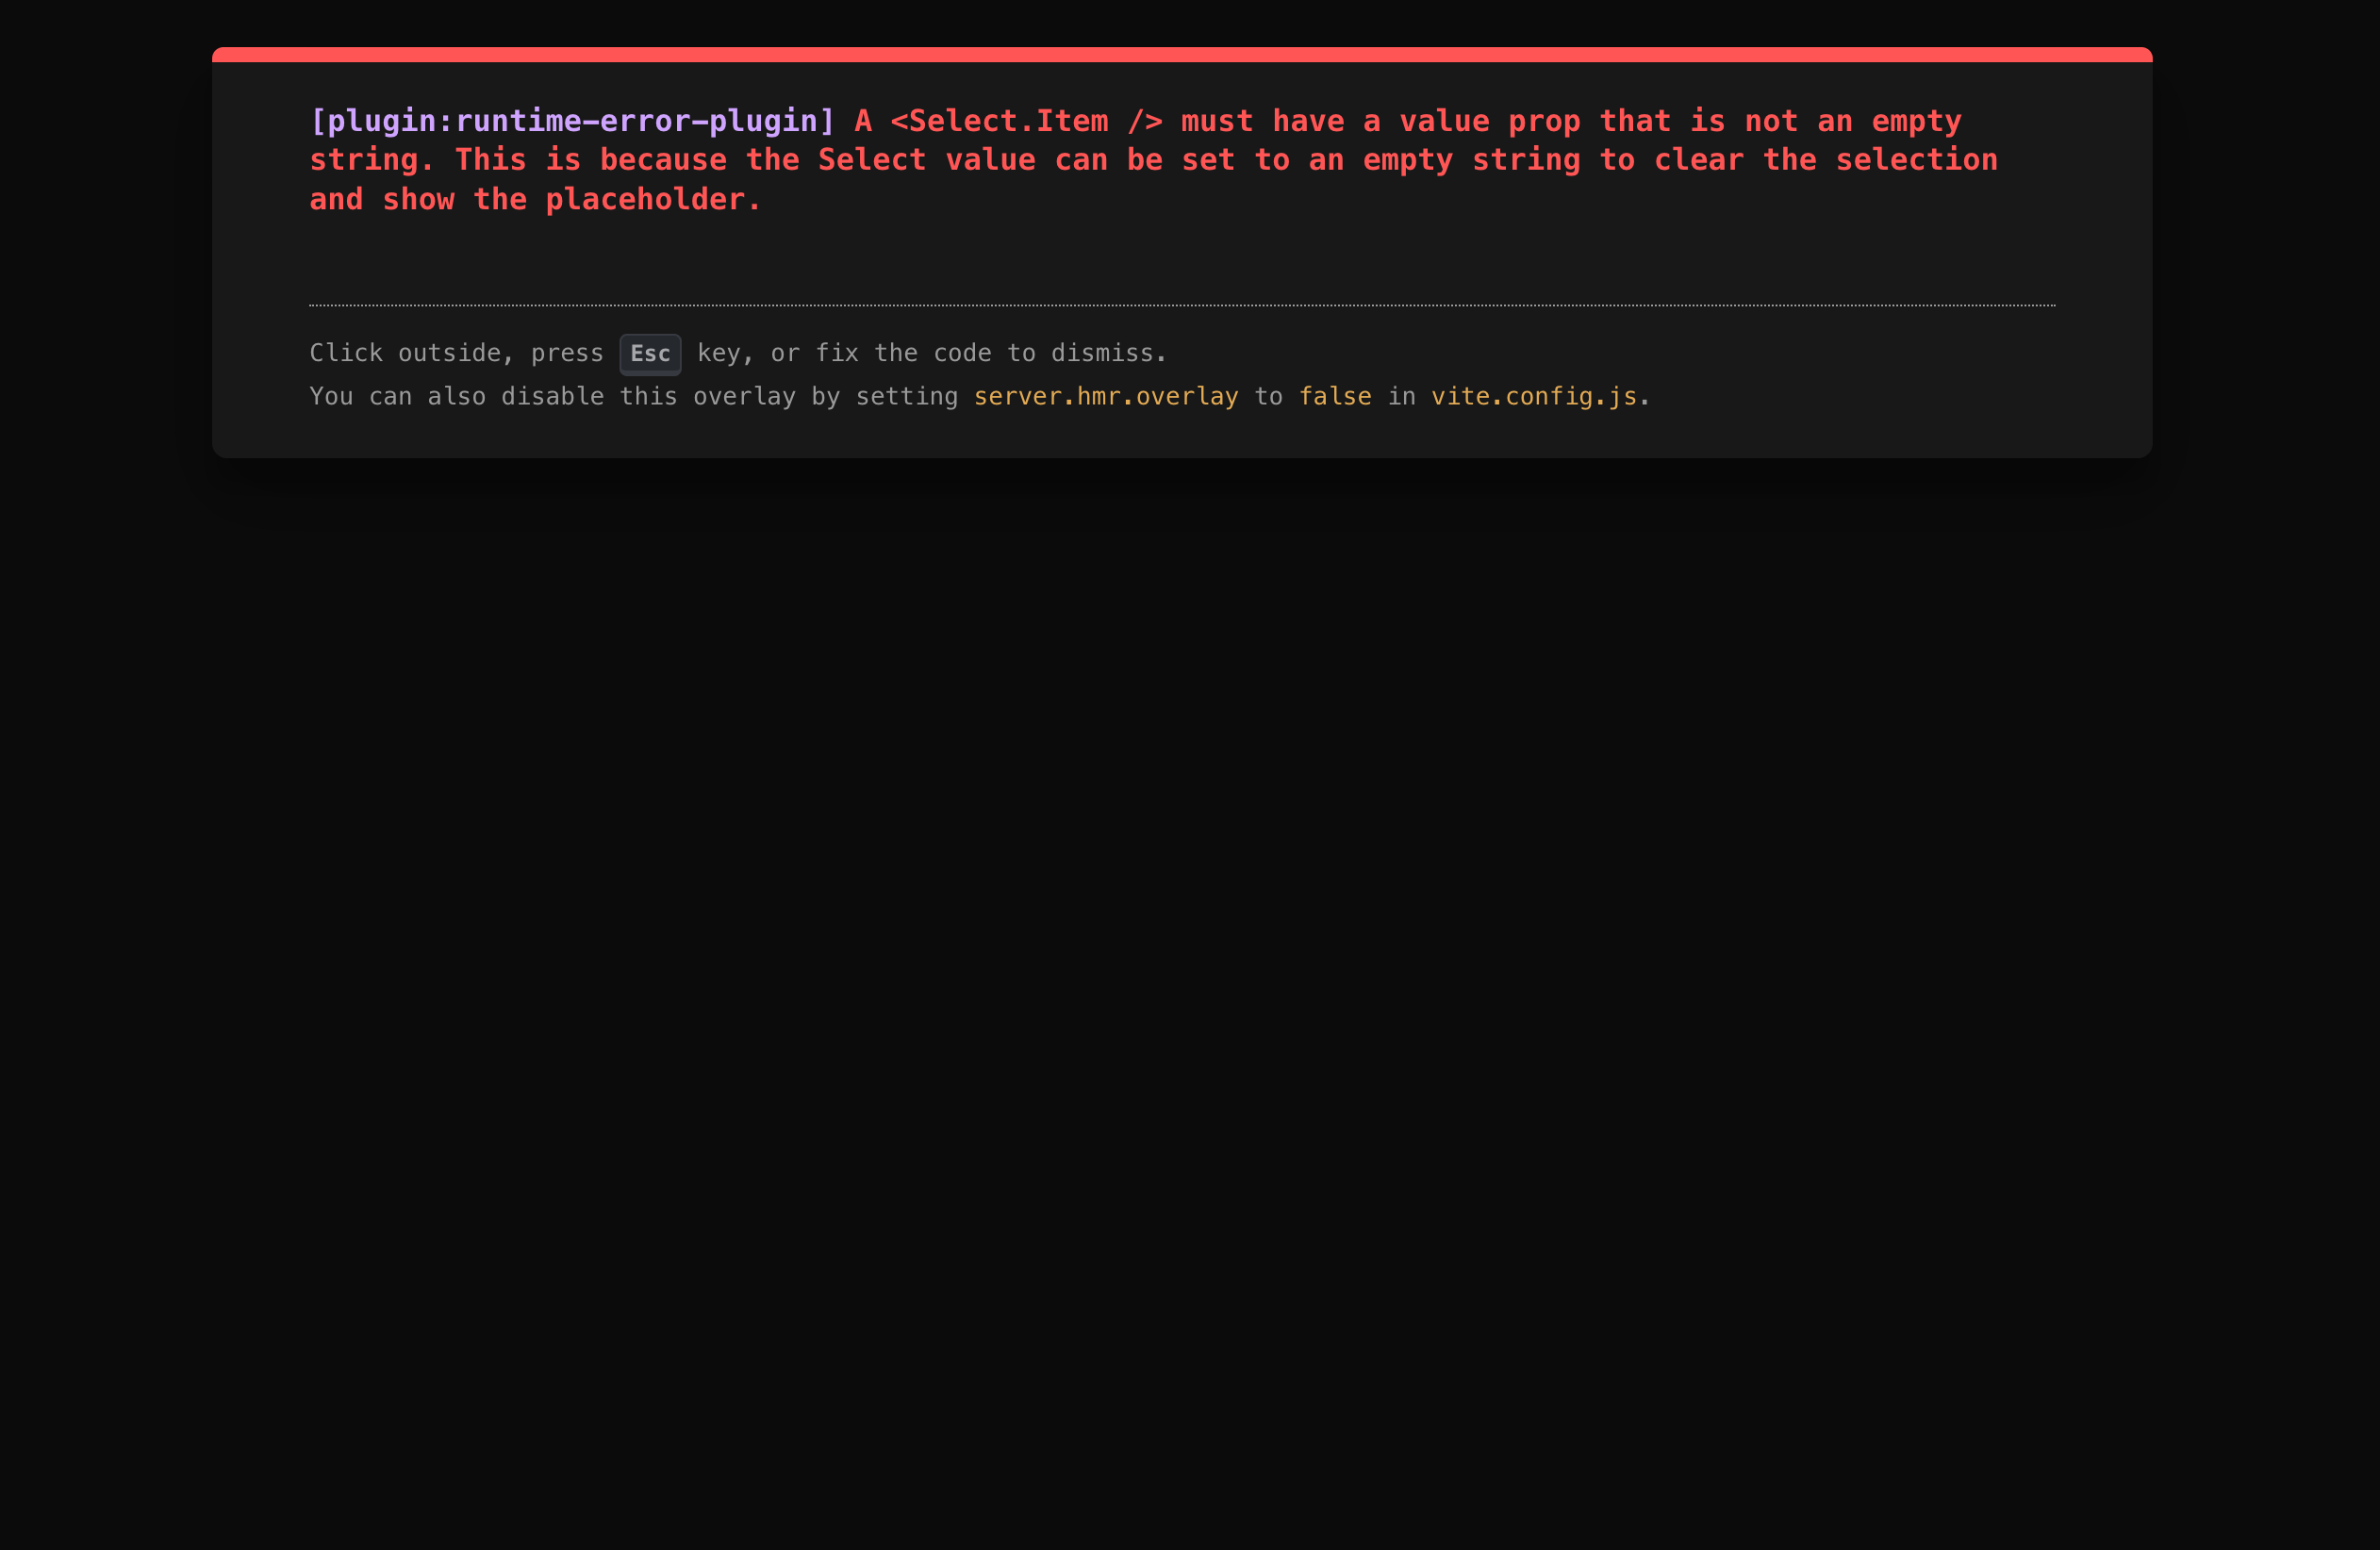 [plugin:runtime-error-plugin] A <Select.Item /> must have a value prop that is not an empty
string. This is because the Select value can be set to an empty string to clear the selection
and show the placeholder.
Click outside, press Esc key, or fix the code to dismiss.
You can also disable this overlay by setting server.hmr.overlay to false in vite.config.js.